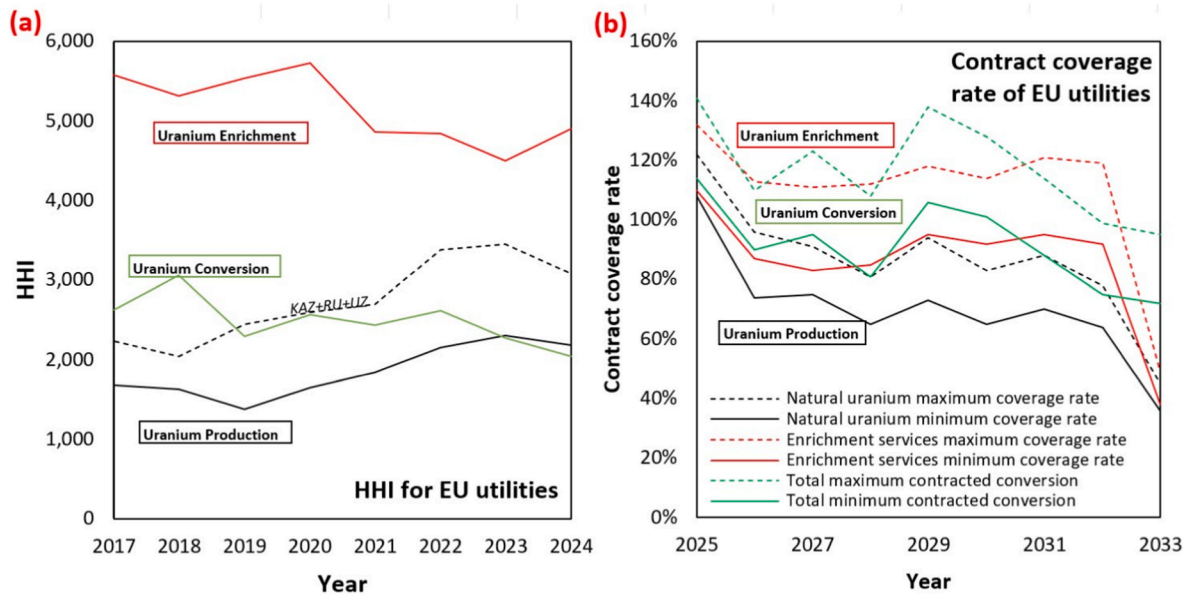 (a)
6,000
5,000
4,000
3,000
2,000
1,000
0
HHI
Uranium Enrichment
Uranium Conversion
KAZ+RU+UZ
Uranium Production
HHI for EU utilities
2017 2018 2019 2020 2021 2022 2023 2024
Year
(b)
160%
140%
120%
100%
80%
60%
40%
20%
0%
Contract coverage rate
Contract coverage
rate of EU utilities
Uranium Enrichment
Uranium Conversion
Uranium Production
Natural uranium maximum coverage rate
Natural uranium minimum coverage rate
Enrichment services maximum coverage rate
Enrichment services minimum coverage rate
Total maximum contracted conversion
Total minimum contracted conversion
2025 2027 2029 2031 2033
Year